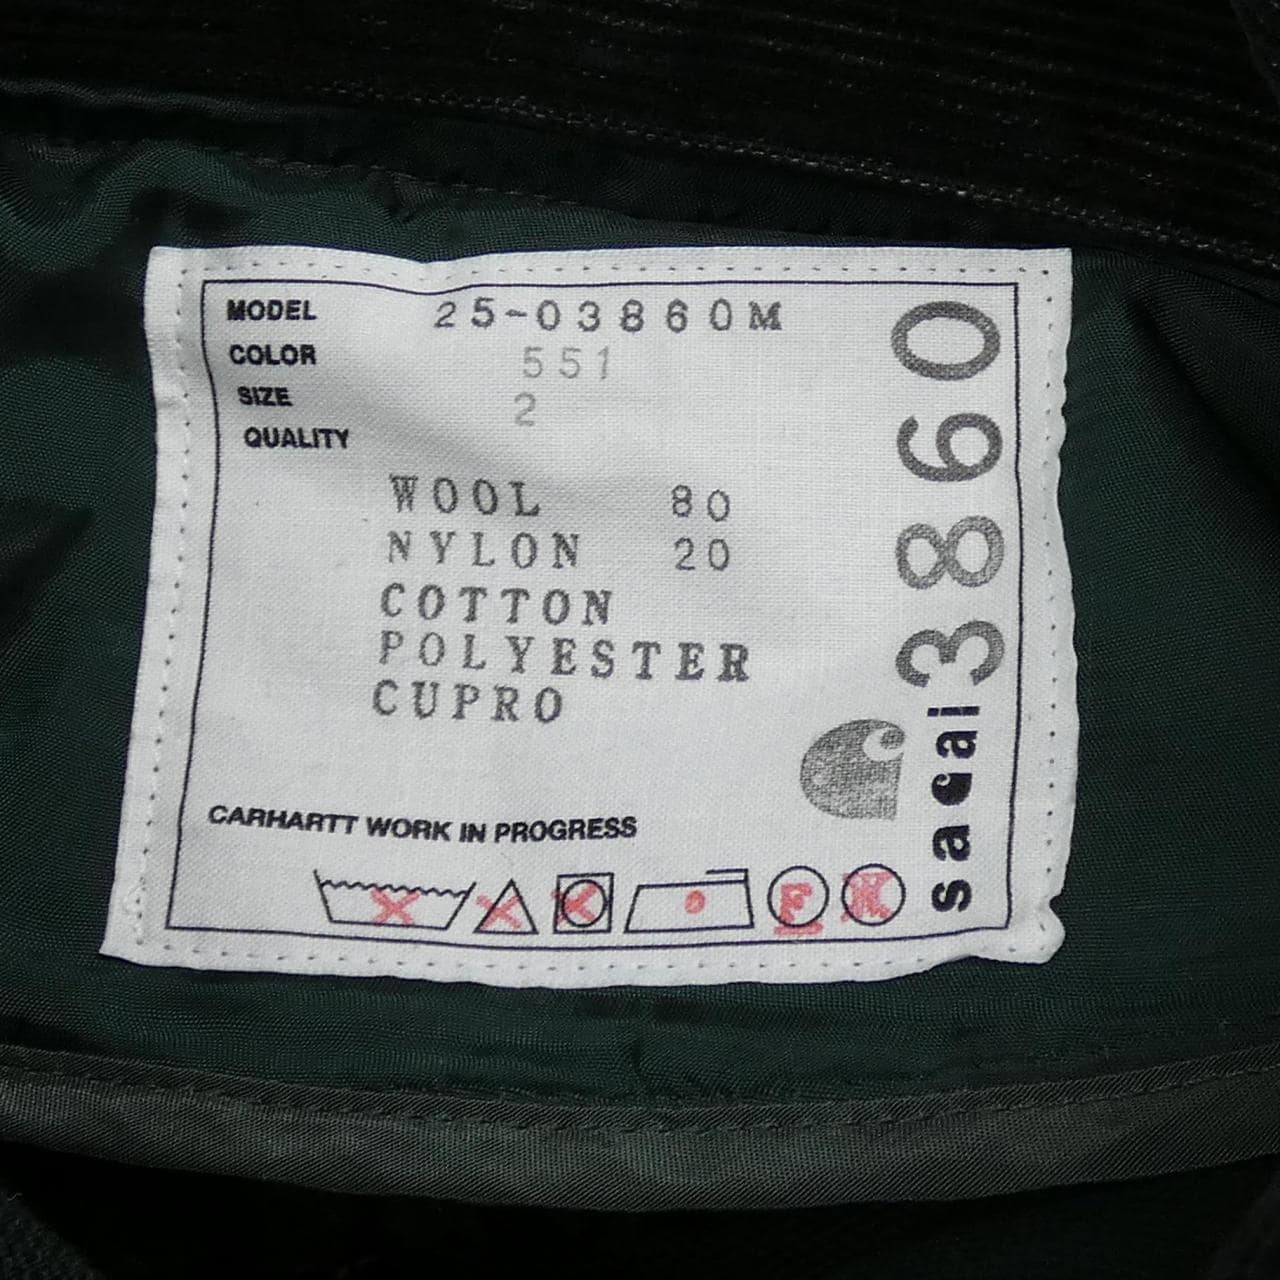 MODEL 25-03860M
COLOR 551
SIZE 2
QUALITY
WOOL 80
NYLON 20
COTTON
POLYESTER
CUPRO
CARHARTT WORK IN PROGRESS
F
sacai 3860